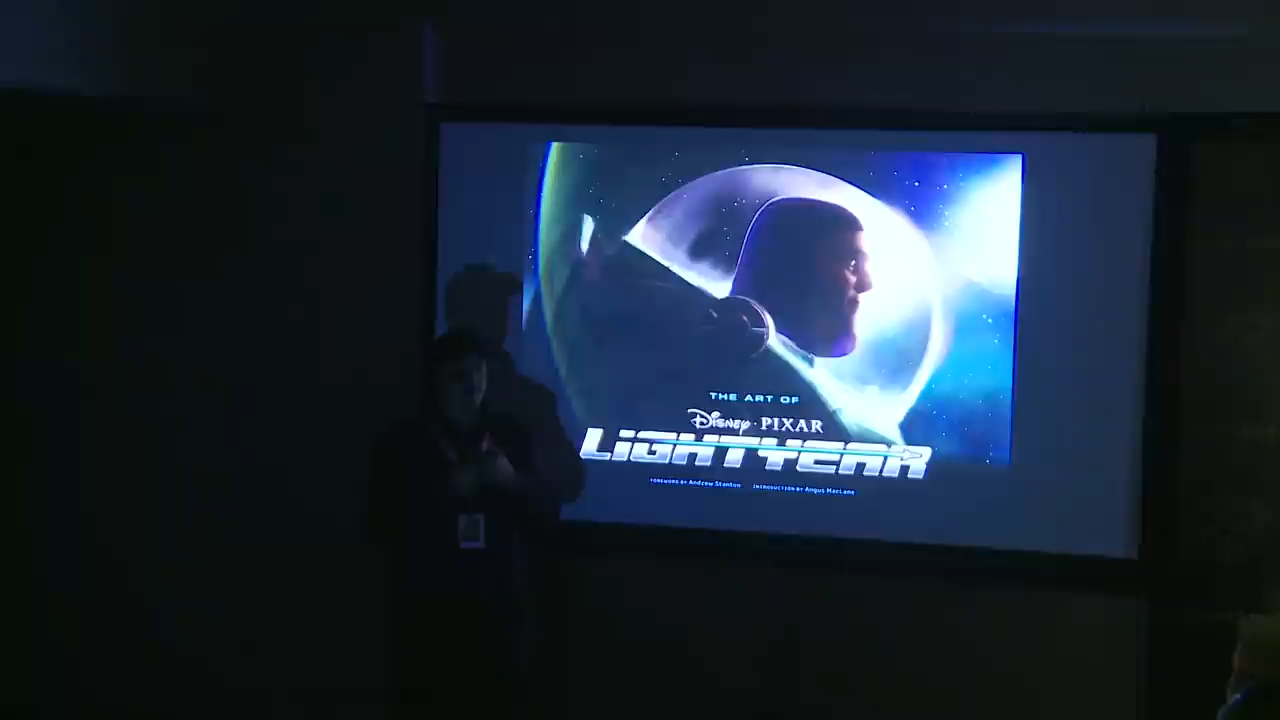 THE ART OF
Disney · PIXAR
LIGHTYEAR
FOREWORD BY Andrew Stanton INTRODUCTION BY Angus MacLane